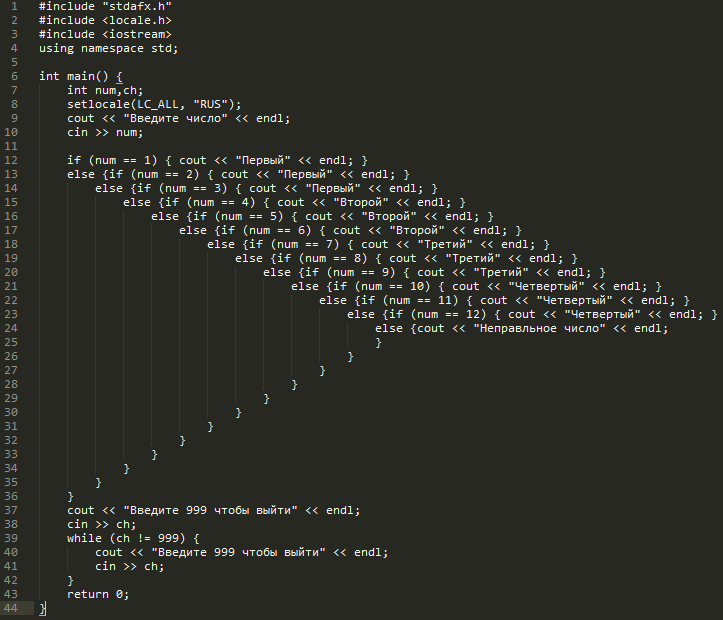 1 #include "stdafx.h"
2 #include <locale.h>
3 #include <iostream>
4 using namespace std;
5
6 int main() {
7     int num,ch;
8     setlocale(LC_ALL, "RUS");
9     cout << "Введите число" << endl;
10     cin >> num;
11
12     if (num == 1) { cout << "Первый" << endl; }
13     else {if (num == 2) { cout << "Первый" << endl; }
14         else {if (num == 3) { cout << "Первый" << endl; }
15             else {if (num == 4) { cout << "Второй" << endl; }
16                 else {if (num == 5) { cout << "Второй" << endl; }
17                     else {if (num == 6) { cout << "Второй" << endl; }
18                         else {if (num == 7) { cout << "Третий" << endl; }
19                             else {if (num == 8) { cout << "Третий" << endl; }
20                                 else {if (num == 9) { cout << "Третий" << endl; }
21                                     else {if (num == 10) { cout << "Четвертый" << endl; }
22                                         else {if (num == 11) { cout << "Четвертый" << endl; }
23                                             else {if (num == 12) { cout << "Четвертый" << endl; }
24                                                 else {cout << "Неправльное число" << endl;
25                                                 }
26                                             }
27                                         }
28                                     }
29                                 }
30                             }
31                         }
32                     }
33                 }
34             }
35         }
36     }
37     cout << "Введите 999 чтобы выйти" << endl;
38     cin >> ch;
39     while (ch != 999) {
40         cout << "Введите 999 чтобы выйти" << endl;
41         cin >> ch;
42     }
43     return 0;
44 }